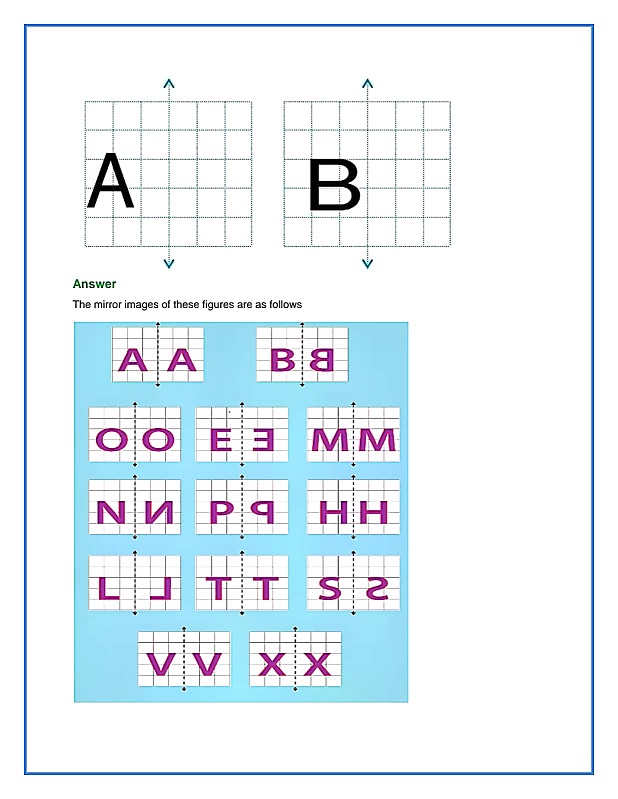 A B
Answer
The mirror images of these figures are as follows
A A B ᗺ
O O E Ǝ M M
N И P ꟼ H H
L ⅃ T T S Ƨ
V V X X